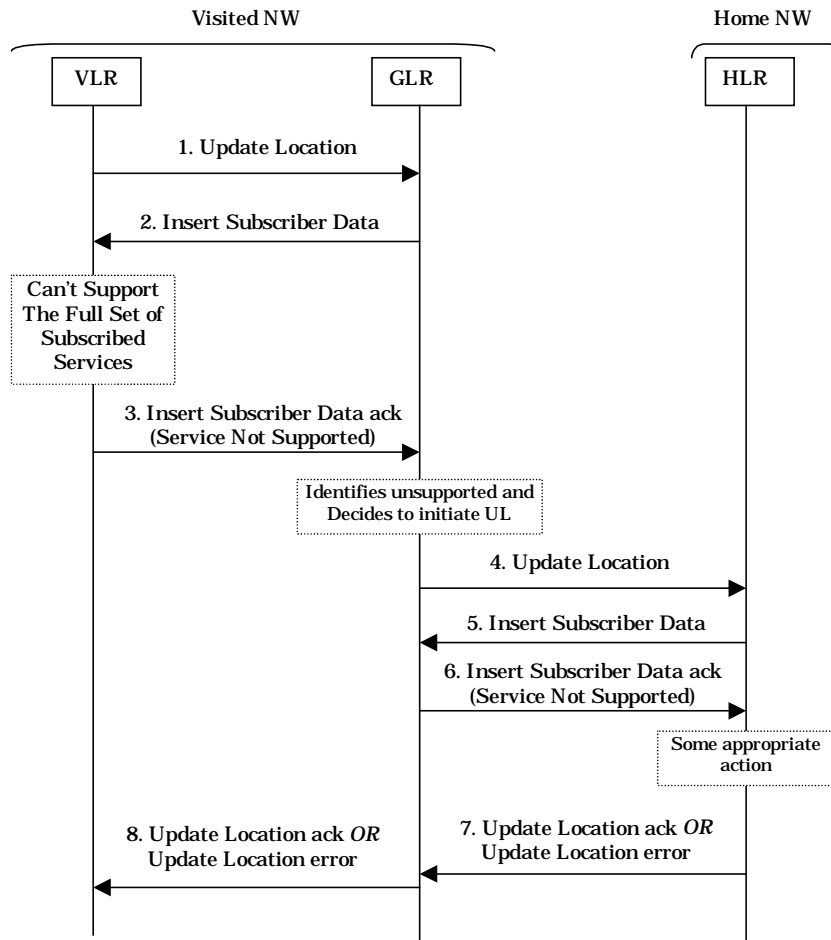 Visited NW
Home NW
VLR
GLR
HLR
1. Update Location
2. Insert Subscriber Data
Can't Support
The Full Set of
Subscribed
Services
3. Insert Subscriber Data ack
(Service Not Supported)
Identifies unsupported and
Decides to initiate UL
4. Update Location
5. Insert Subscriber Data
6. Insert Subscriber Data ack
(Service Not Supported)
Some appropriate
action
7. Update Location ack OR
Update Location error
8. Update Location ack OR
Update Location error